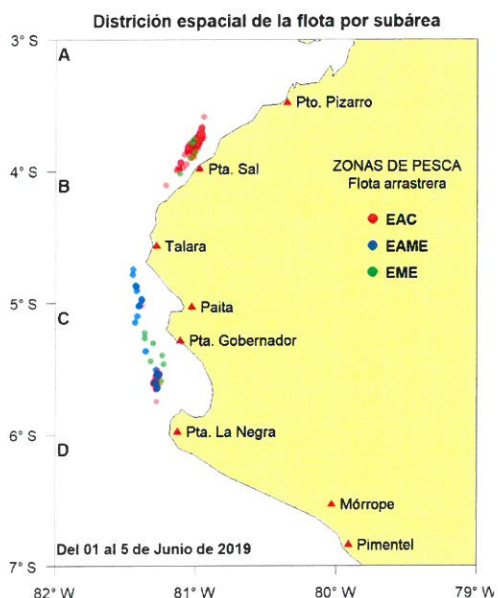 Districión espacial de la flota por subárea
3° S
A
Pto. Pizarro
4° S
Pta. Sal
ZONAS DE PESCA
Flota arrastrera
B
EAC
EAME
EME
Talara
5° S
C
Paita
Pta. Gobernador
6° S
Pta. La Negra
D
Mórrope
Pimentel
Del 01 al 5 de Junio de 2019
7° S
82° W
81° W
80° W
79° W